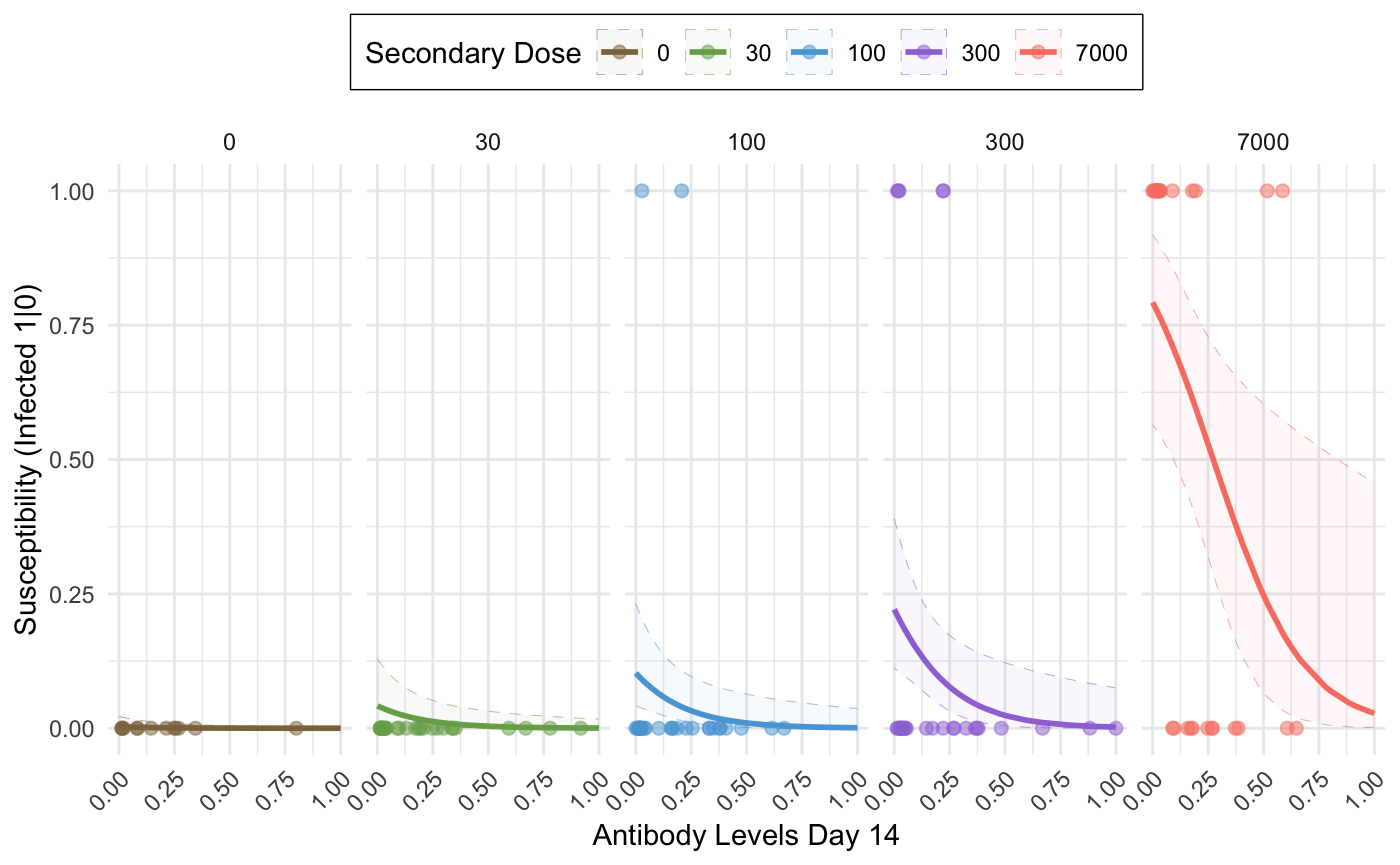 Secondary Dose 0 30 100 300 7000
0 30 100 300 7000
1.00
0.75
0.50
0.25
0.00
Susceptibility (Infected 1|0)
0.00 0.25 0.50 0.75 1.00 0.00 0.25 0.50 0.75 1.00 0.00 0.25 0.50 0.75 1.00 0.00 0.25 0.50 0.75 1.00 0.00 0.25 0.50 0.75 1.00
Antibody Levels Day 14